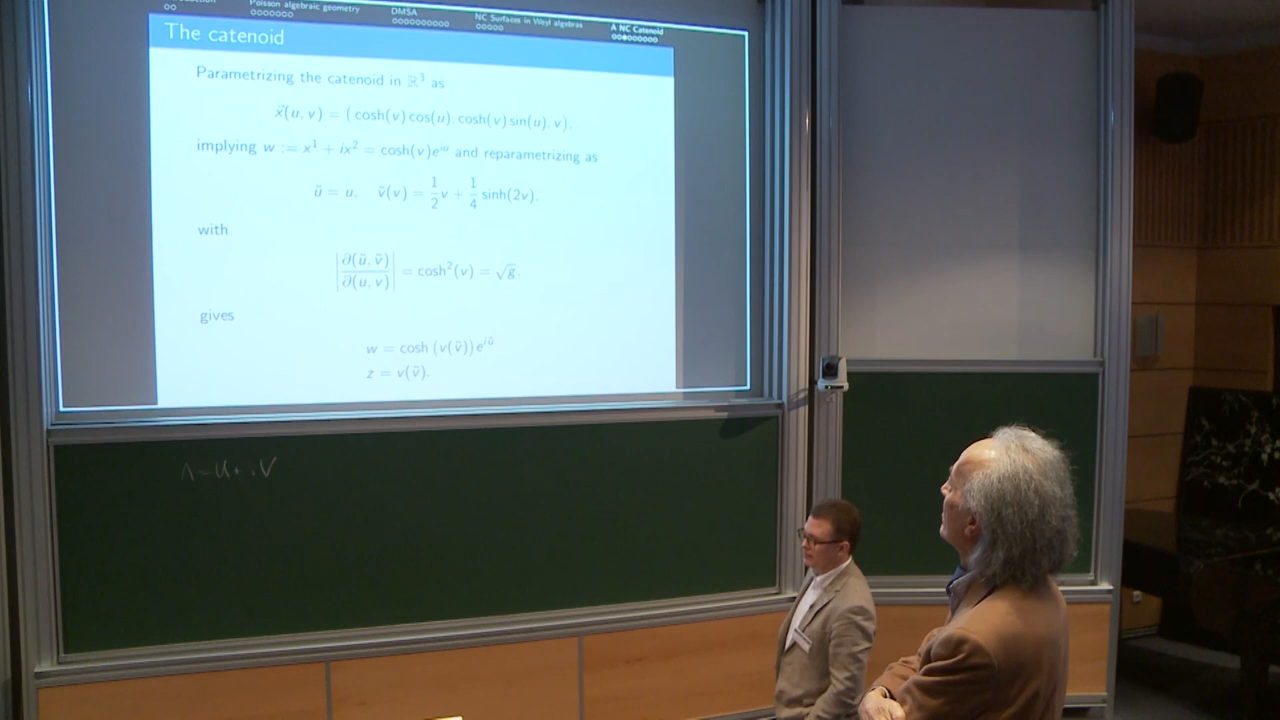 Poisson algebraic geometry
DMSA
NC Surfaces in Weyl algebras
A NC Catenoid
The catenoid
Parametrizing the catenoid in ℝ³ as
x⃗(u, v) = ( cosh(v) cos(u), cosh(v) sin(u), v ),
implying w := x¹ + ix² = cosh(v)e^{iu} and reparametrizing as
ũ = u, ṽ(v) = 1/2 v + 1/4 sinh(2v),
with
|∂(ũ, ṽ)/∂(u, v)| = cosh²(v) = √g,
gives
w = cosh (v(ṽ)) e^{iũ}
z = v(ṽ).